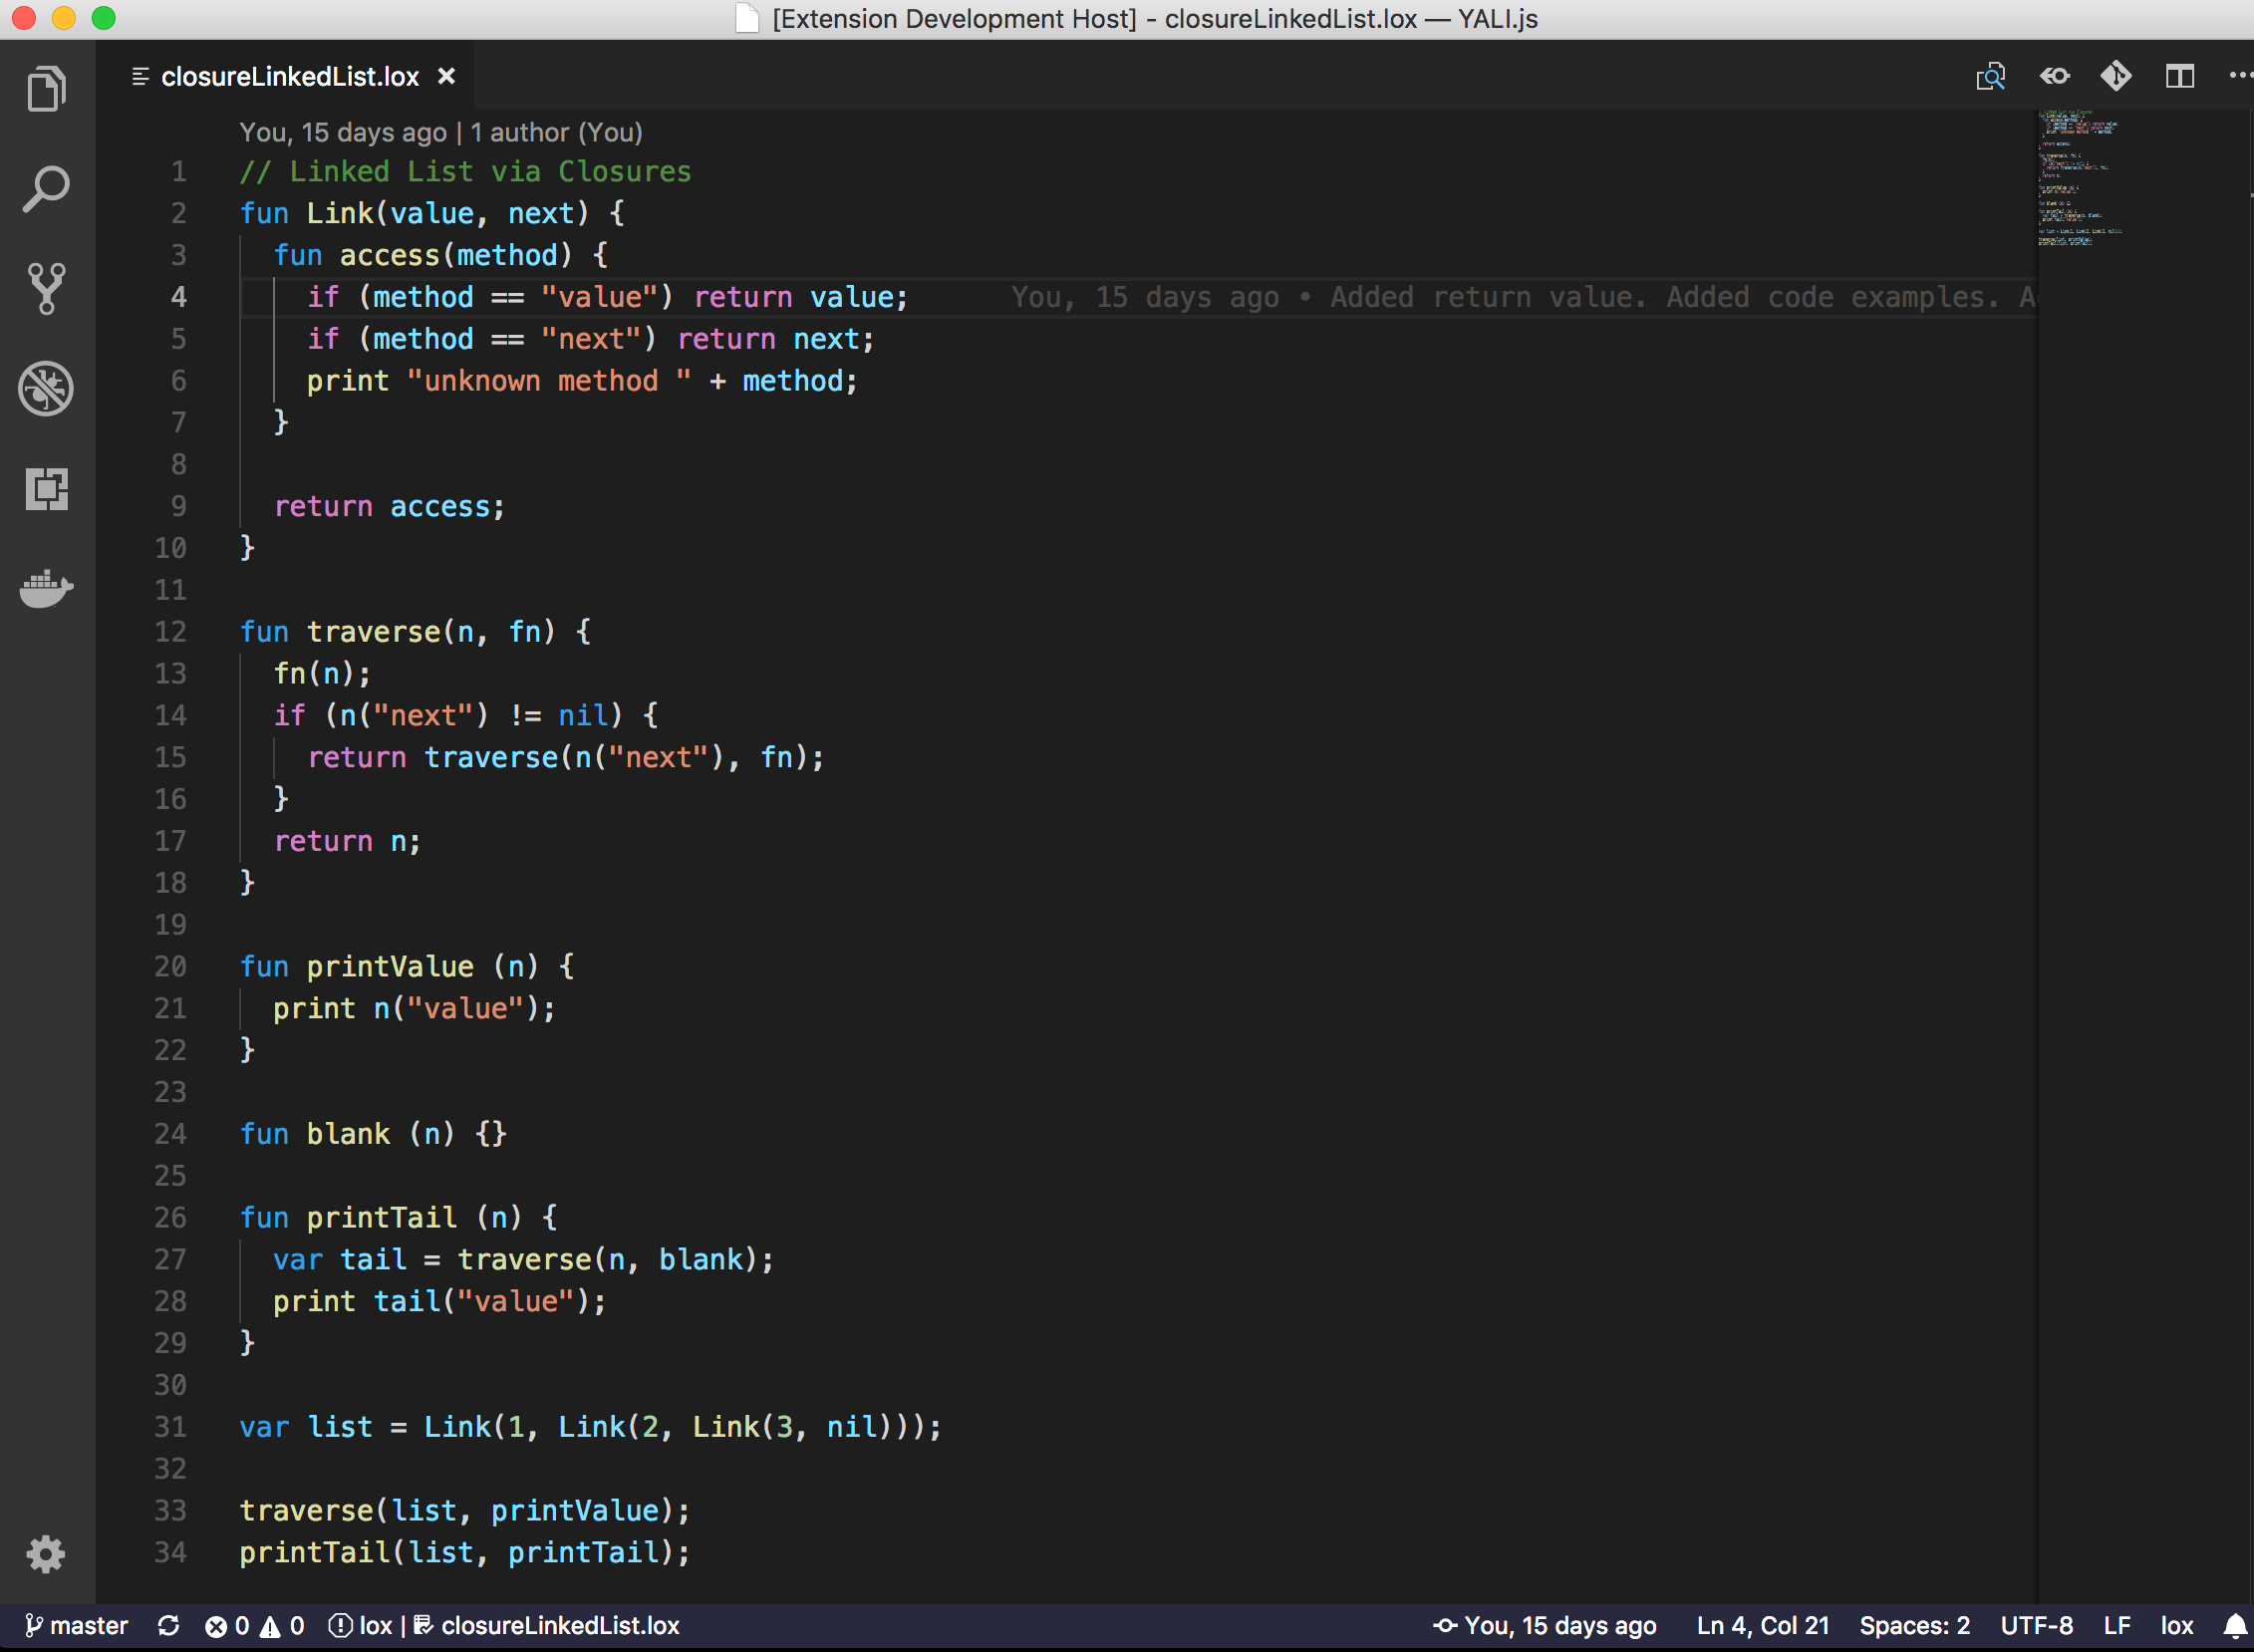 [Extension Development Host] - closureLinkedList.lox — YALI.js
closureLinkedList.lox
You, 15 days ago | 1 author (You)
1 // Linked List via Closures
2 fun Link(value, next) {
3   fun access(method) {
4     if (method == "value") return value; You, 15 days ago • Added return value. Added code examples. A
5     if (method == "next") return next;
6     print "unknown method " + method;
7   }
8
9   return access;
10 }
11
12 fun traverse(n, fn) {
13   fn(n);
14   if (n("next") != nil) {
15     return traverse(n("next"), fn);
16   }
17   return n;
18 }
19
20 fun printValue (n) {
21   print n("value");
22 }
23
24 fun blank (n) {}
25
26 fun printTail (n) {
27   var tail = traverse(n, blank);
28   print tail("value");
29 }
30
31 var list = Link(1, Link(2, Link(3, nil)));
32
33 traverse(list, printValue);
34 printTail(list, printTail);
master 0 0 lox | closureLinkedList.lox You, 15 days ago Ln 4, Col 21 Spaces: 2 UTF-8 LF lox